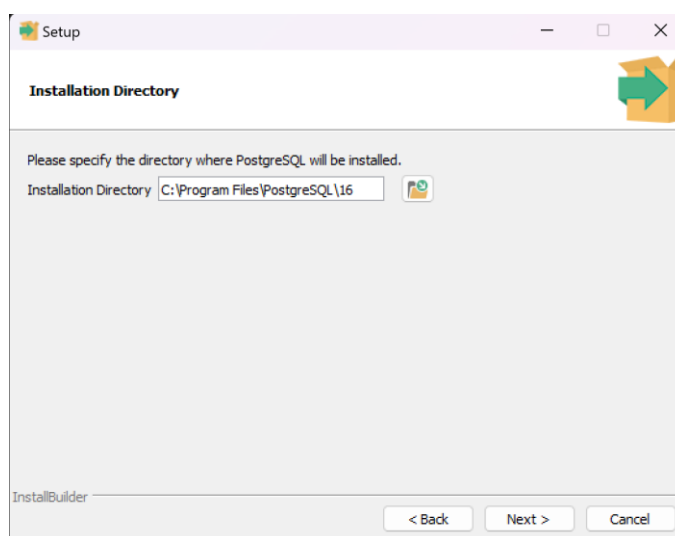 Setup
Installation Directory
Please specify the directory where PostgreSQL will be installed.
Installation Directory C:\Program Files\PostgreSQL\16
InstallBuilder
< Back Next > Cancel